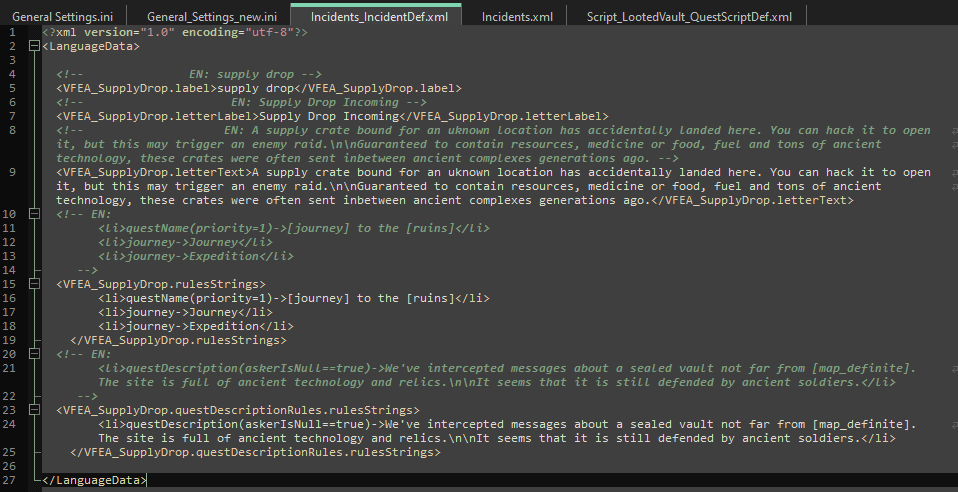 General Settings.ini General_Settings_new.ini Incidents_IncidentDef.xml Incidents.xml Script_LootedVault_QuestScriptDef.xml
1 <?xml version="1.0" encoding="utf-8"?>
2 <LanguageData>
3
4 <!-- EN: supply drop -->
5 <VFEA_SupplyDrop.label>supply drop</VFEA_SupplyDrop.label>
6 <!-- EN: Supply Drop Incoming -->
7 <VFEA_SupplyDrop.letterLabel>Supply Drop Incoming</VFEA_SupplyDrop.letterLabel>
8 <!-- EN: A supply crate bound for an uknown location has accidentally landed here. You can hack it to open
it, but this may trigger an enemy raid.\n\nGuaranteed to contain resources, medicine or food, fuel and tons of ancient
technology, these crates were often sent inbetween ancient complexes generations ago. -->
9 <VFEA_SupplyDrop.letterText>A supply crate bound for an uknown location has accidentally landed here. You can hack it to open
it, but this may trigger an enemy raid.\n\nGuaranteed to contain resources, medicine or food, fuel and tons of ancient
technology, these crates were often sent inbetween ancient complexes generations ago.</VFEA_SupplyDrop.letterText>
10 <!-- EN:
11 <li>questName(priority=1)->[journey] to the [ruins]</li>
12 <li>journey->Journey</li>
13 <li>journey->Expedition</li>
14 -->
15 <VFEA_SupplyDrop.rulesStrings>
16 <li>questName(priority=1)->[journey] to the [ruins]</li>
17 <li>journey->Journey</li>
18 <li>journey->Expedition</li>
19 </VFEA_SupplyDrop.rulesStrings>
20 <!-- EN:
21 <li>questDescription(askerIsNull==true)->We've intercepted messages about a sealed vault not far from [map_definite].
The site is full of ancient technology and relics.\n\nIt seems that it is still defended by ancient soldiers.</li>
22 -->
23 <VFEA_SupplyDrop.questDescriptionRules.rulesStrings>
24 <li>questDescription(askerIsNull==true)->We've intercepted messages about a sealed vault not far from [map_definite].
The site is full of ancient technology and relics.\n\nIt seems that it is still defended by ancient soldiers.</li>
25 </VFEA_SupplyDrop.questDescriptionRules.rulesStrings>
26
27 </LanguageData>